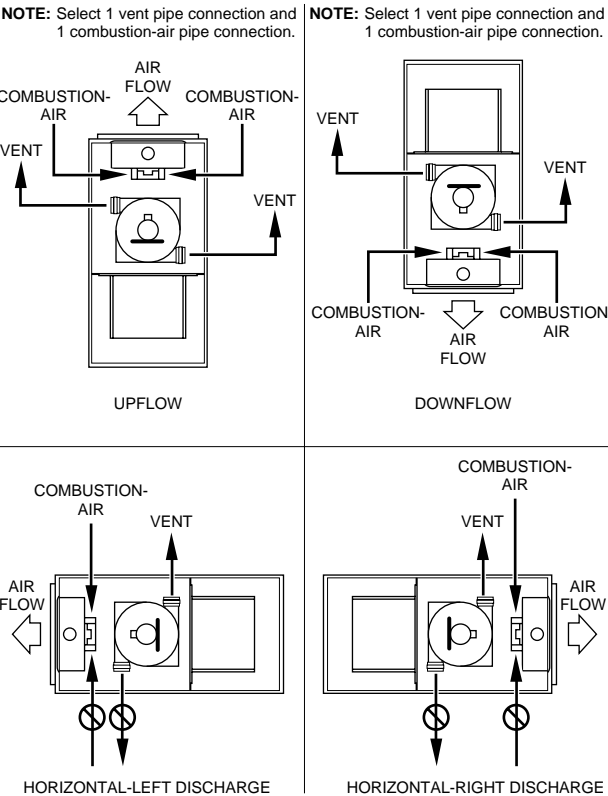 NOTE: Select 1 vent pipe connection and
1 combustion-air pipe connection.
AIR
FLOW
COMBUSTION-
AIR
COMBUSTION-
AIR
VENT
VENT
UPFLOW
NOTE: Select 1 vent pipe connection and
1 combustion-air pipe connection.
VENT
VENT
COMBUSTION-
AIR
COMBUSTION
AIR
AIR
FLOW
DOWNFLOW
COMBUSTION-
AIR
VENT
AIR
FLOW
HORIZONTAL-LEFT DISCHARGE
COMBUSTION-
AIR
VENT
AIR
FLOW
HORIZONTAL-RIGHT DISCHARGE